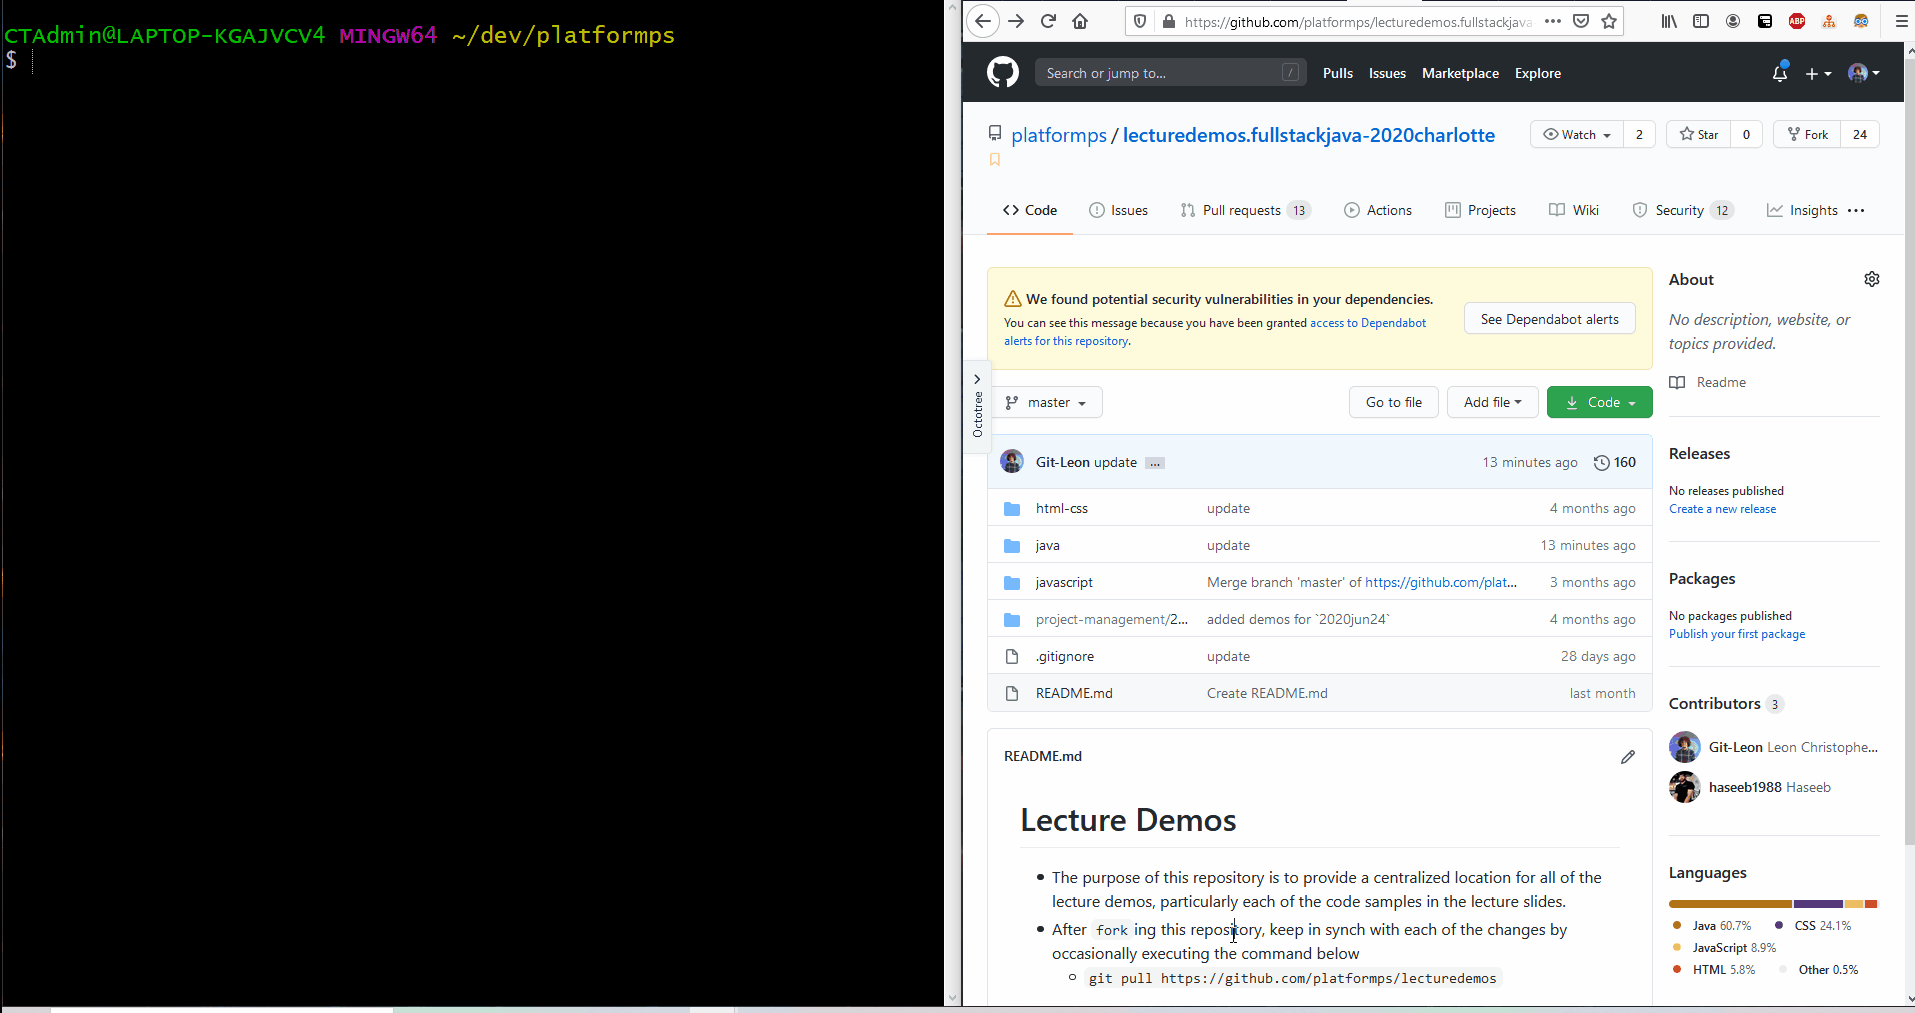 CTAdmin@LAPTOP-KGAJVCV4 MINGW64 ~/dev/platformps
$
https://github.com/platformps/lecturedemos.fullstackjava-
ABP
Search or jump to... /
Pulls Issues Marketplace Explore
platformps / lecturedemos.fullstackjava-2020charlotte
Watch 2 Star 0 Fork 24
Code Issues Pull requests 13 Actions Projects Wiki Security 12 Insights ...
We found potential security vulnerabilities in your dependencies.
You can see this message because you have been granted access to Dependabot
alerts for this repository.
See Dependabot alerts
Octotree
master Go to file Add file Code
Git-Leon update ... 13 minutes ago 160
html-css update 4 months ago
java update 13 minutes ago
javascript Merge branch 'master' of https://github.com/plat... 3 months ago
project-management/2... added demos for `2020jun24` 4 months ago
.gitignore update 28 days ago
README.md Create README.md last month
README.md
Lecture Demos
• The purpose of this repository is to provide a centralized location for all of the
lecture demos, particularly each of the code samples in the lecture slides.
• After fork ing this repository, keep in synch with each of the changes by
occasionally executing the command below
git pull https://github.com/platformps/lecturedemos
About
No description, website, or
topics provided.
Readme
Releases
No releases published
Create a new release
Packages
No packages published
Publish your first package
Contributors 3
Git-Leon Leon Christophe...
haseeb1988 Haseeb
Languages
Java 60.7% CSS 24.1%
JavaScript 8.9%
HTML 5.8% Other 0.5%